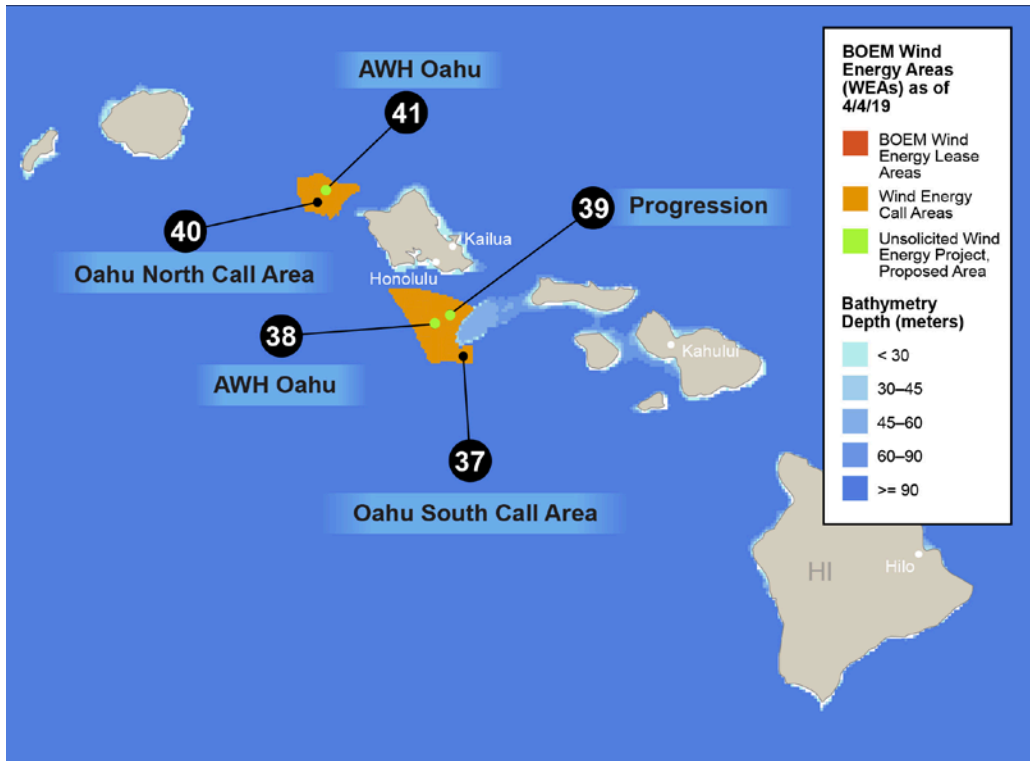 AWH Oahu
41
40
Oahu North Call Area
39
Progression
Kailua
Honolulu
38
AWH Oahu
Kahului
37
Oahu South Call Area
HI
Hilo
BOEM Wind
Energy Areas
(WEAs) as of
4/4/19
BOEM Wind
Energy Lease
Areas
Wind Energy
Call Areas
Unsolicited Wind
Energy Project,
Proposed Area
Bathymetry
Depth (meters)
< 30
30–45
45–60
60–90
>= 90